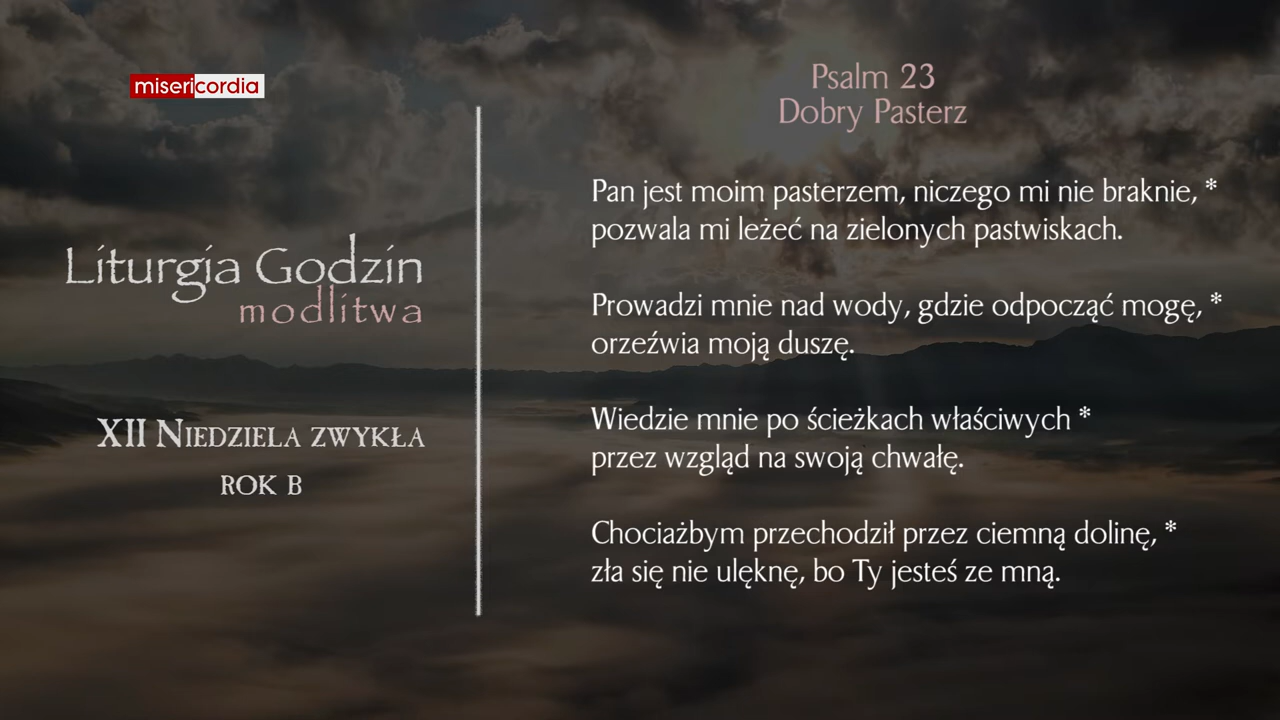 misericordia
Liturgia Godzin
modlitwa
XII NIEDZIELA ZWYKŁA
ROK B
Psalm 23
Dobry Pasterz
Pan jest moim pasterzem, niczego mi nie braknie, *
pozwala mi leżeć na zielonych pastwiskach.
Prowadzi mnie nad wody, gdzie odpocząć mogę, *
orzeźwia moją duszę.
Wiedzie mnie po ścieżkach właściwych *
przez wzgląd na swoją chwałę.
Chociażbym przechodził przez ciemną dolinę, *
zła się nie ulęknę, bo Ty jesteś ze mną.